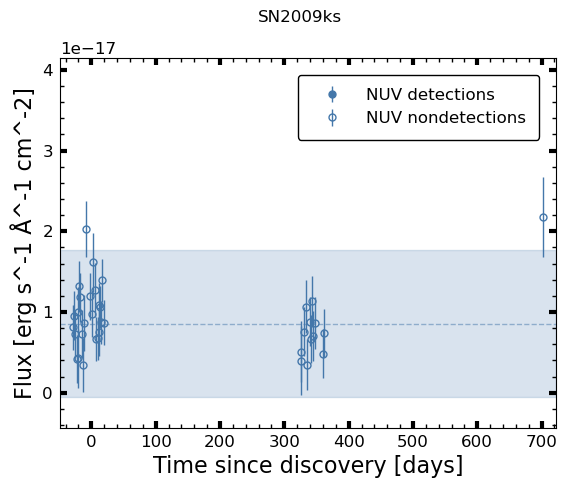 SN2009ks
1e−17
NUV detections
NUV nondetections
Flux [erg s^-1 Å^-1 cm^-2]
4
3
2
1
0
0 100 200 300 400 500 600 700
Time since discovery [days]